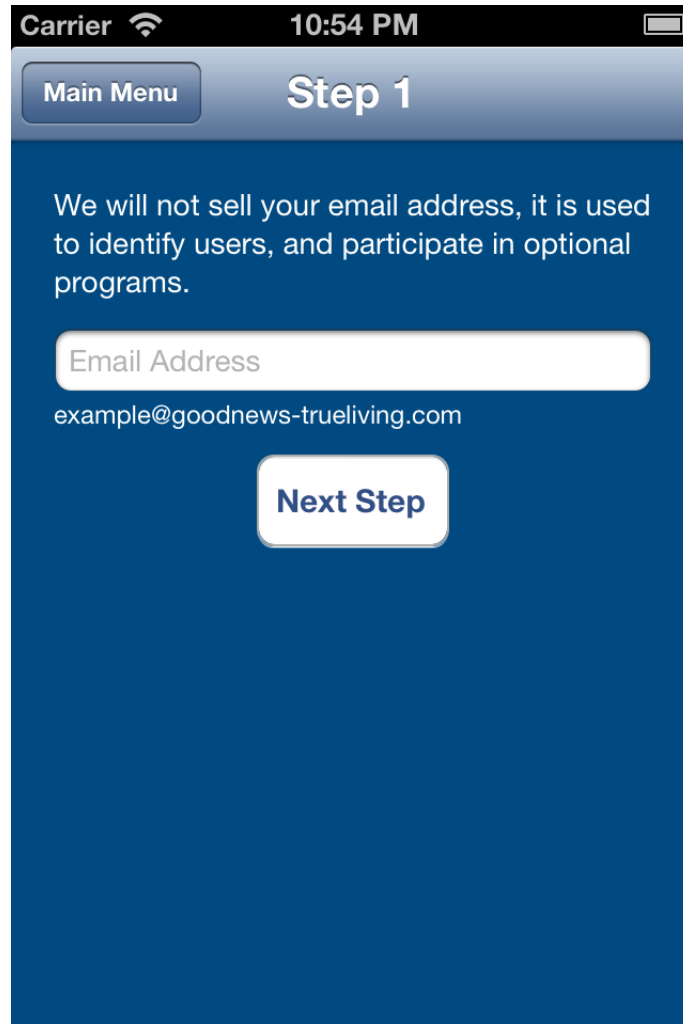 Carrier 10:54 PM
Main Menu Step 1
We will not sell your email address, it is used
to identify users, and participate in optional
programs.
Email Address
example@goodnews-trueliving.com
Next Step